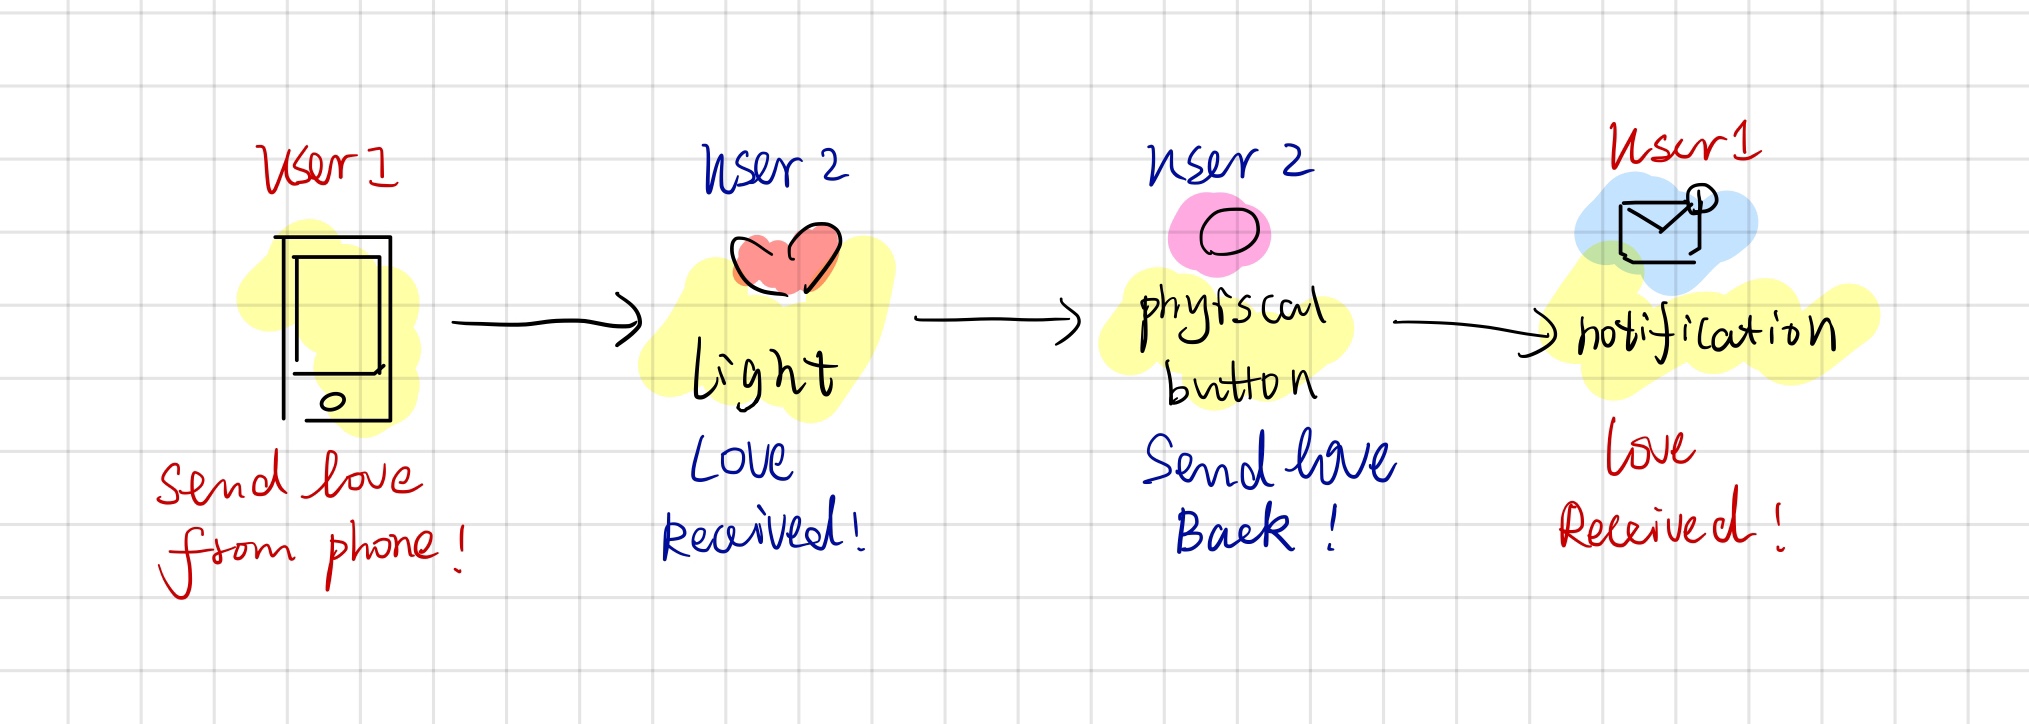 User 1
send love
from phone!
User 2
Light
Love
Received!
User 2
phyiscal
button
Send love
Back!
User 1
notification
Love
Received!